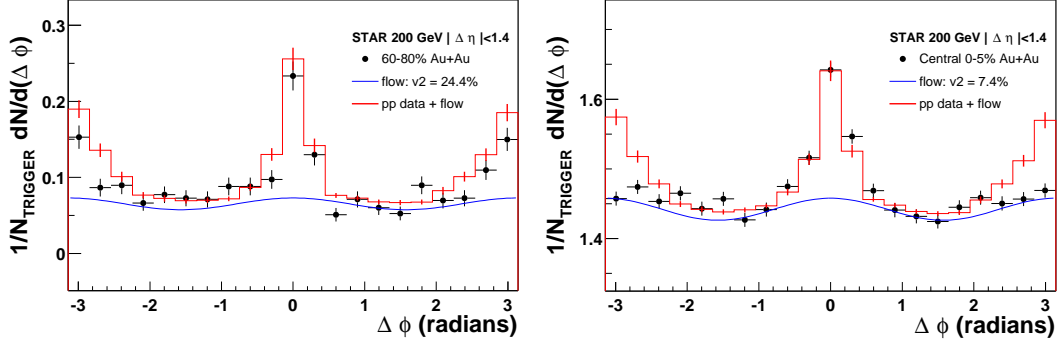 1/N_TRIGGER dN/d(Δ φ)
0.3
0.2
0.1
0
STAR 200 GeV | Δ η |<1.4
60-80% Au+Au
flow: v2 = 24.4%
pp data + flow
-3 -2 -1 0 1 2 3
Δ φ (radians)
1/N_TRIGGER dN/d(Δ φ)
1.6
1.4
STAR 200 GeV | Δ η |<1.4
Central 0-5% Au+Au
flow: v2 = 7.4%
pp data + flow
-3 -2 -1 0 1 2 3
Δ φ (radians)